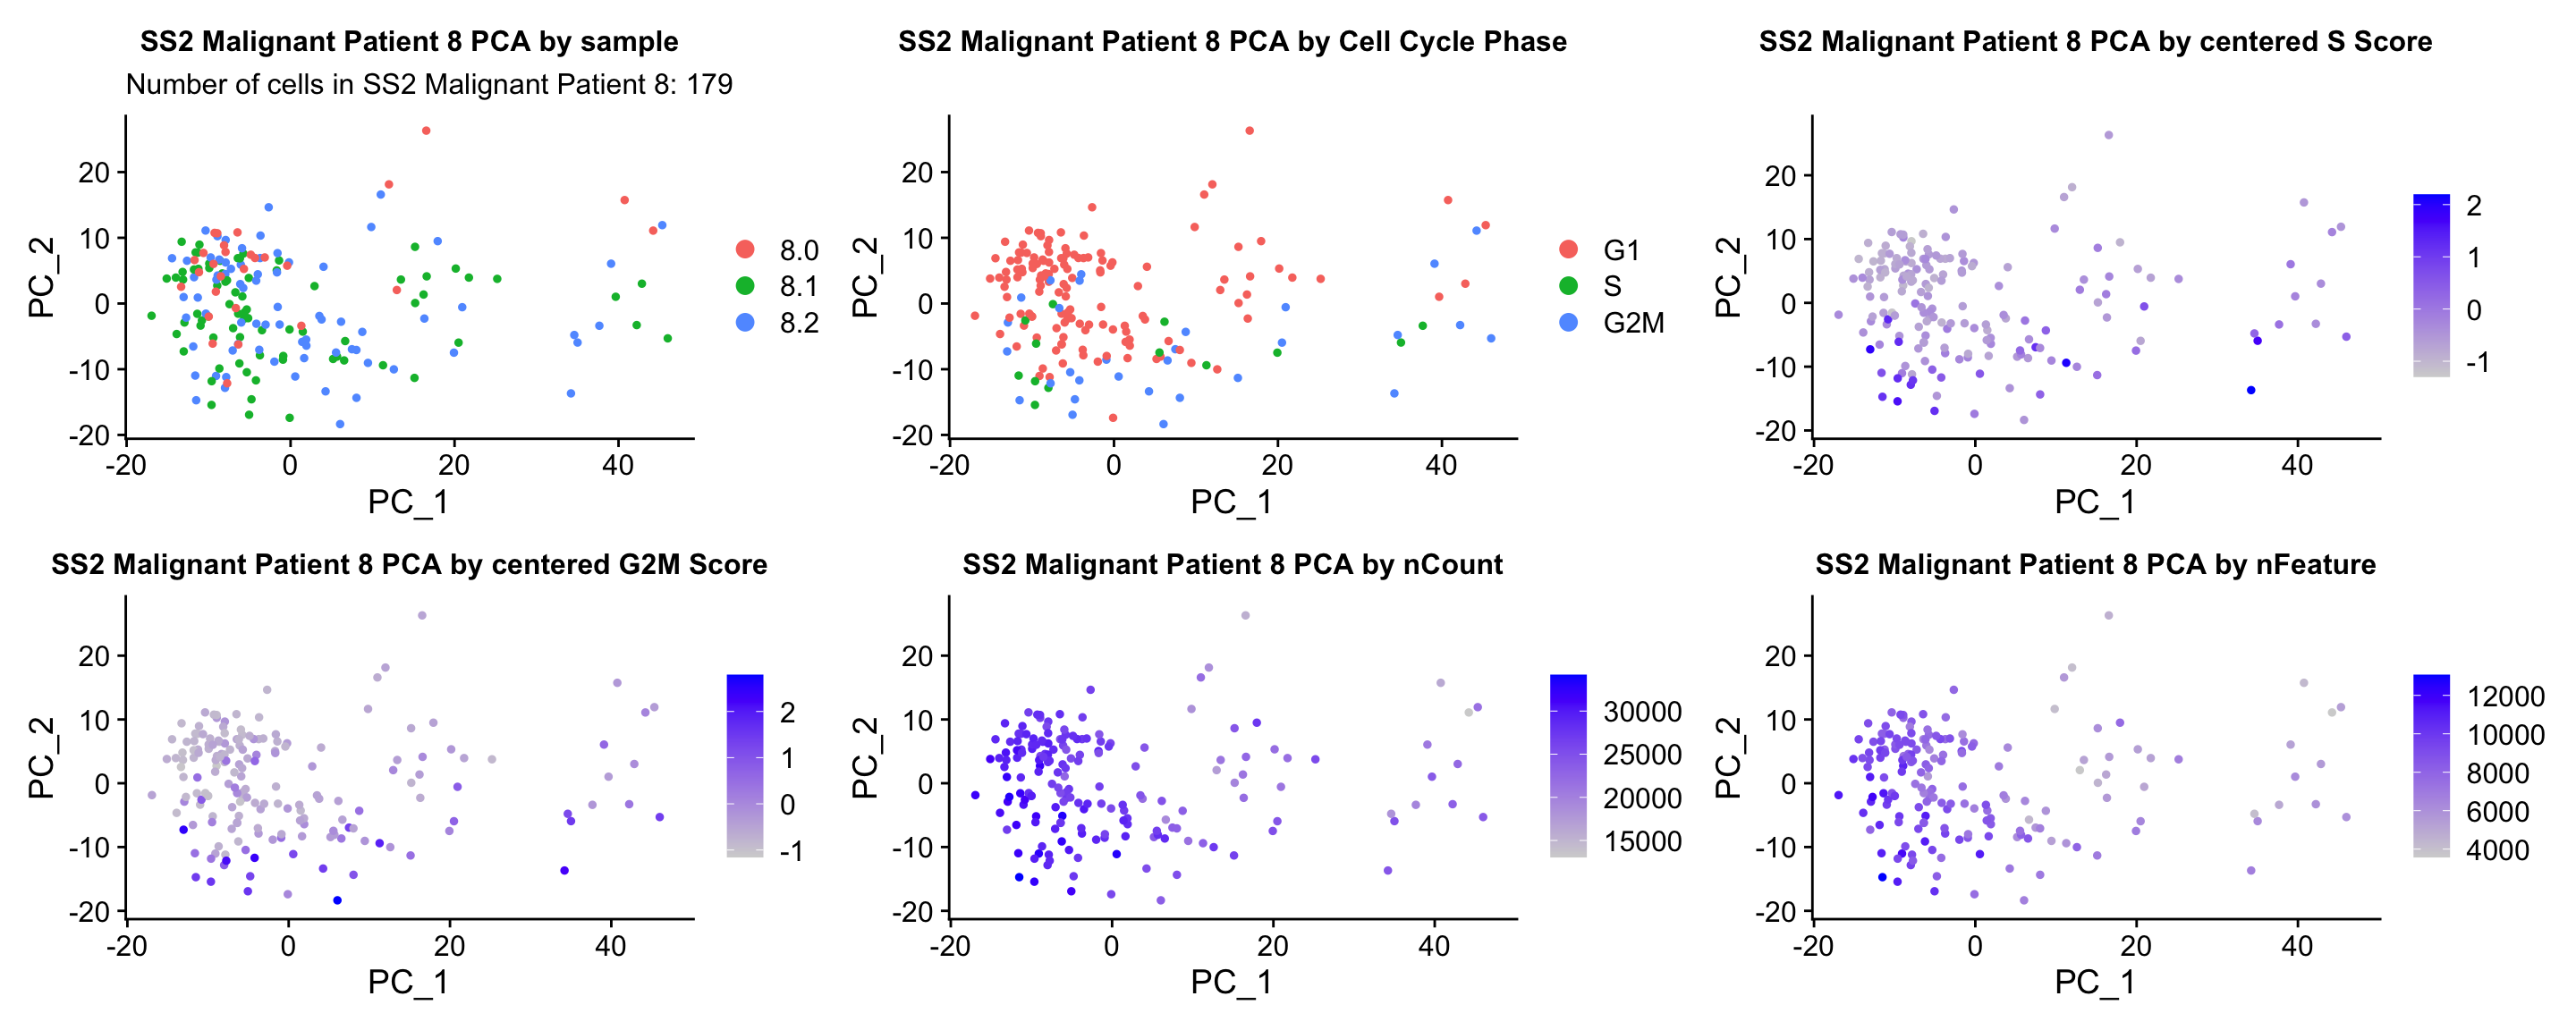 SS2 Malignant Patient 8 PCA by sample
Number of cells in SS2 Malignant Patient 8: 179
20
10
0
-10
-20
PC_2
-20 0 20 40
PC_1
8.0
8.1
8.2
SS2 Malignant Patient 8 PCA by Cell Cycle Phase
20
10
0
-10
-20
PC_2
-20 0 20 40
PC_1
G1
S
G2M
SS2 Malignant Patient 8 PCA by centered S Score
20
10
0
-10
-20
PC_2
-20 0 20 40
PC_1
2
1
0
-1
SS2 Malignant Patient 8 PCA by centered G2M Score
20
10
0
-10
-20
PC_2
-20 0 20 40
PC_1
2
1
0
-1
SS2 Malignant Patient 8 PCA by nCount
20
10
0
-10
-20
PC_2
-20 0 20 40
PC_1
30000
25000
20000
15000
SS2 Malignant Patient 8 PCA by nFeature
20
10
0
-10
-20
PC_2
-20 0 20 40
PC_1
12000
10000
8000
6000
4000